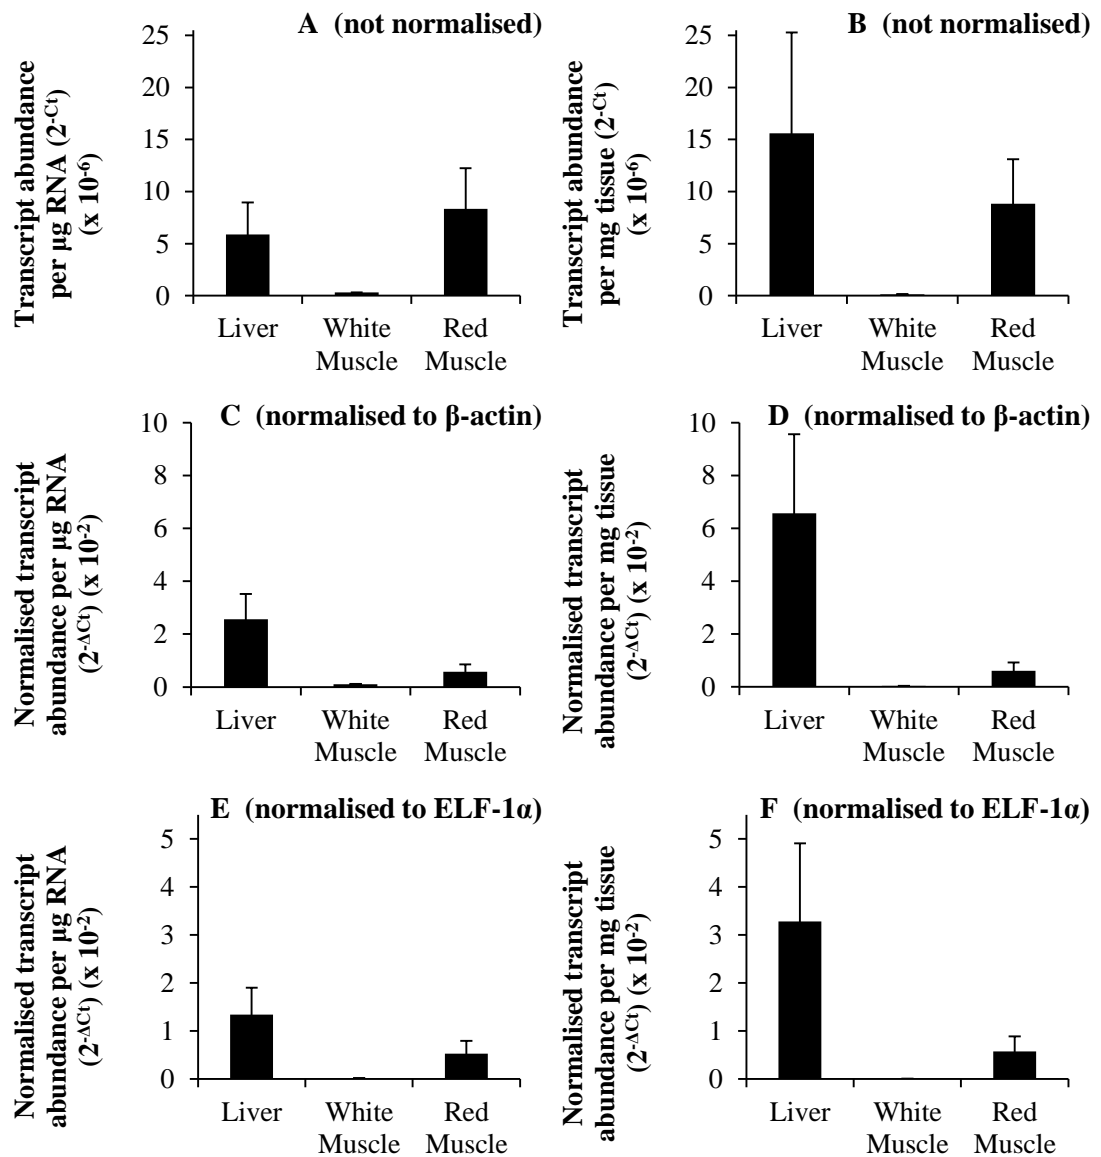 A (not normalised)
Transcript abundance
per µg RNA (2-Ct)
(x 10-6)
25
20
15
10
5
0
Liver
White
Muscle
Red
Muscle
B (not normalised)
Transcript abundance
per mg tissue (2-Ct)
(x 10-6)
25
20
15
10
5
0
Liver
White
Muscle
Red
Muscle
C (normalised to β-actin)
Normalised transcript
abundance per µg RNA
(2-ΔCt) (x 10-2)
10
8
6
4
2
0
Liver
White
Muscle
Red
Muscle
D (normalised to β-actin)
Normalised transcript
abundance per mg tissue
(2-ΔCt) (x 10-2)
10
8
6
4
2
0
Liver
White
Muscle
Red
Muscle
E (normalised to ELF-1α)
Normalised transcript
abundance per µg RNA
(2-ΔCt) (x 10-2)
5
4
3
2
1
0
Liver
White
Muscle
Red
Muscle
F (normalised to ELF-1α)
Normalised transcript
abundance per mg tissue
(2-ΔCt) (x 10-2)
5
4
3
2
1
0
Liver
White
Muscle
Red
Muscle